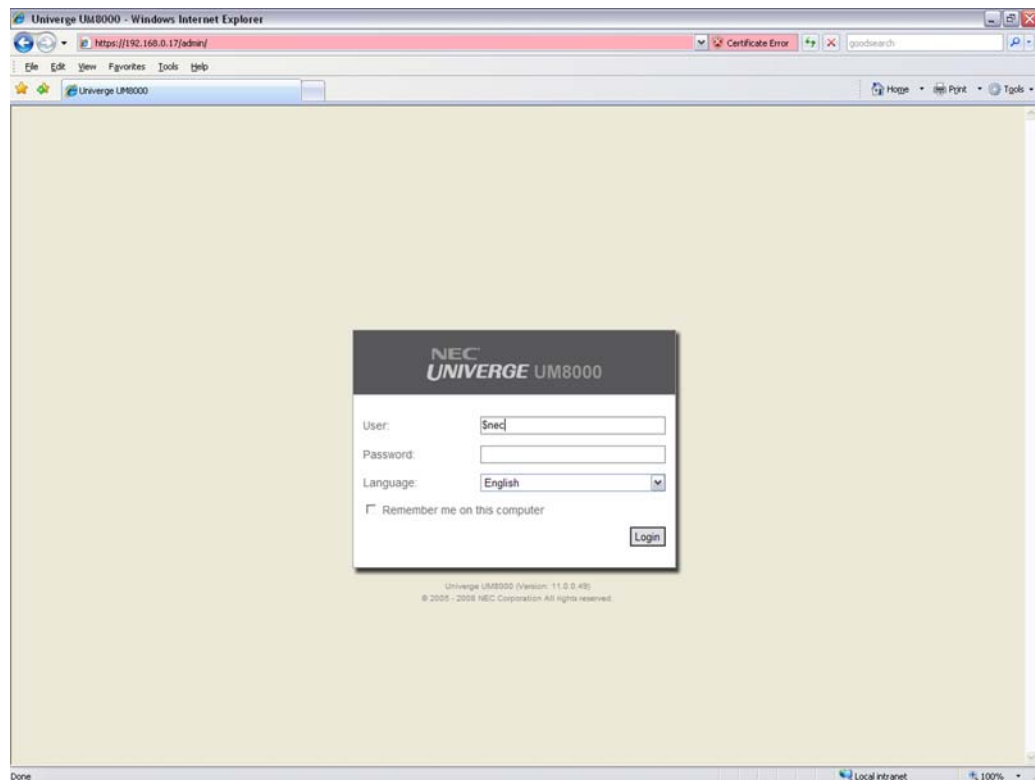 Univerge UM8000 - Windows Internet Explorer
https://192.168.0.17/admin/
Certificate Error
goodsearch
File Edit View Favorites Tools Help
Univerge UM8000
Home
Print
Tools
NEC
UNIVERGE UM8000
User:
$nec
Password:
Language:
English
Remember me on this computer
Login
Univerge UM8000 (Version: 11.0.0.49)
© 2005 - 2008 NEC Corporation All rights reserved.
Done
Local intranet
100%